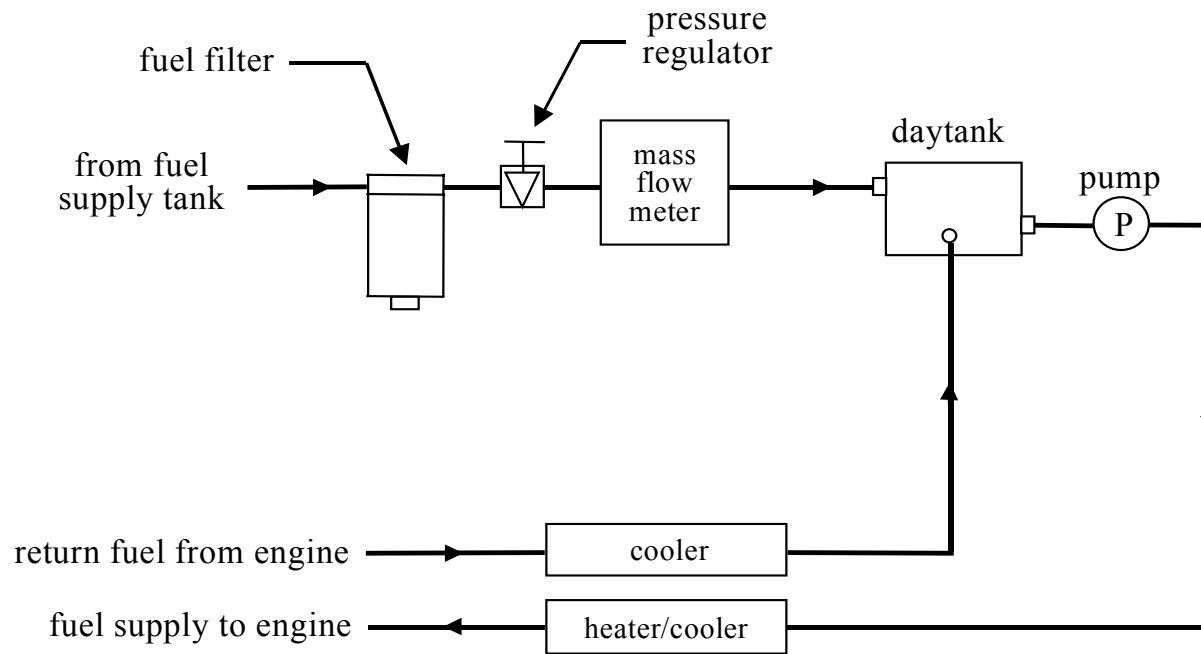 pressure
regulator
fuel filter
daytank
from fuel
supply tank
mass
flow
meter
pump
P
return fuel from engine
cooler
fuel supply to engine
heater/cooler